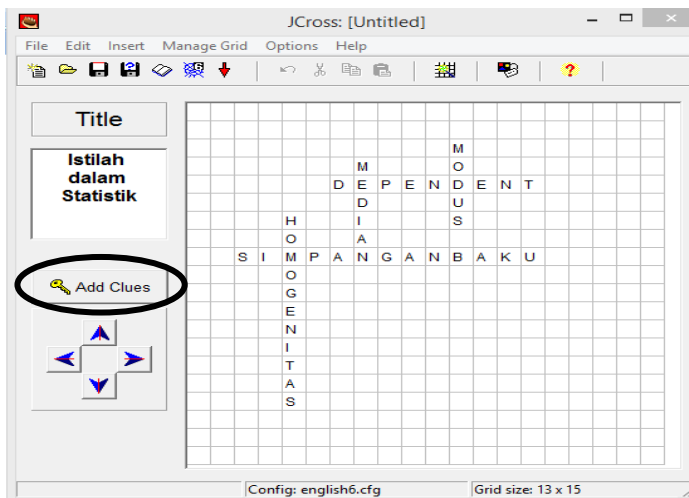 JCross: [Untitled]
File Edit Insert Manage Grid Options Help
Title
Istilah
dalam
Statistik
Add Clues
M
M O
D E P E N D E N T
D U
H I S
O A
S I M P A N G A N B A K U
O
G
E
N
I
T
A
S
Config: english6.cfg
Grid size: 13 x 15